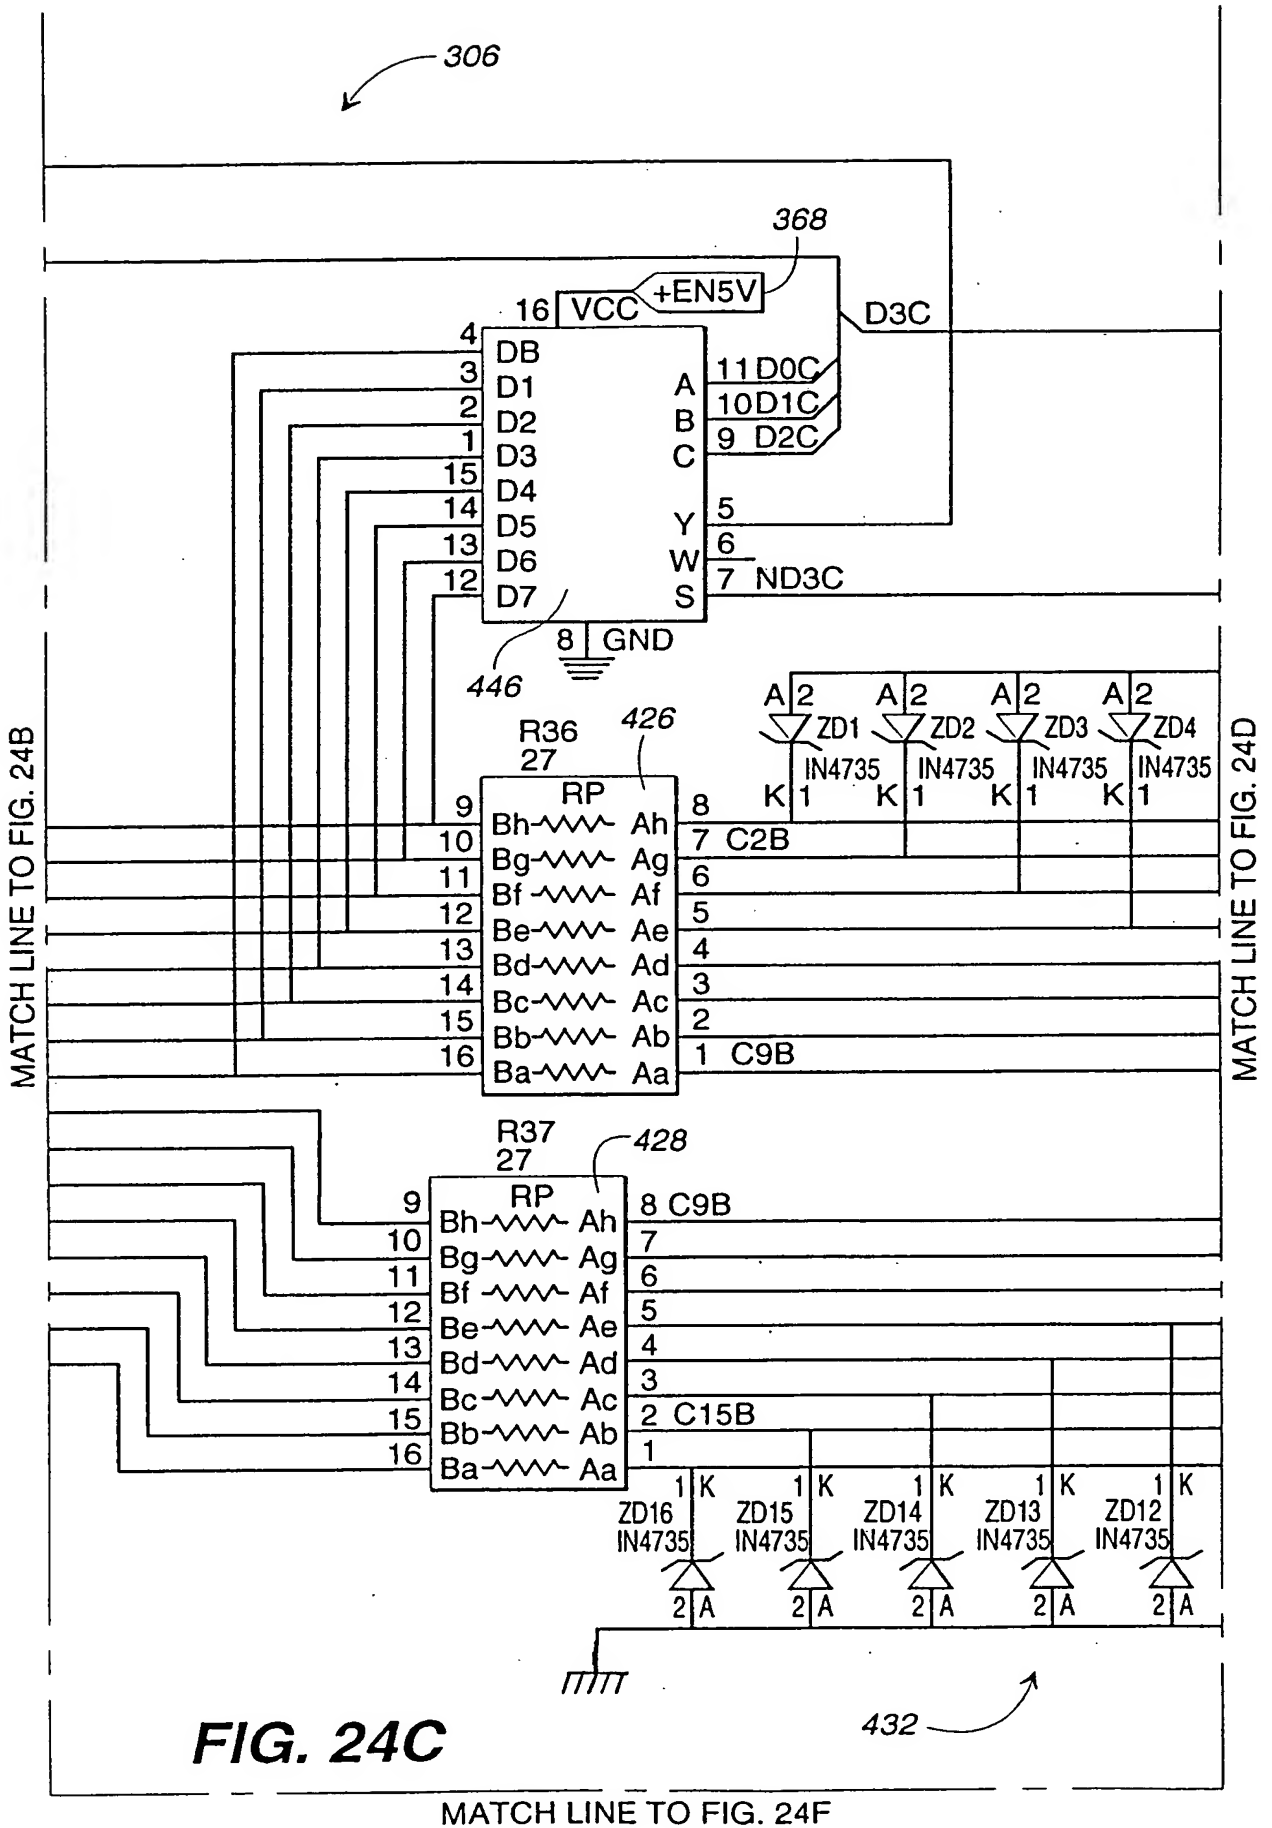 306
368
+EN5V
16 VCC
D3C
4 DB
3 D1
2 D2
1 D3
15 D4
14 D5
13 D6
12 D7
A 11 D0C
B 10 D1C
C 9 D2C
Y 5
W 6
S 7 ND3C
8 GND
446
426
R36
27
RP
9 Bh Ah 8
10 Bg Ag 7 C2B
11 Bf Af 6
12 Be Ae 5
13 Bd Ad 4
14 Bc Ac 3
15 Bb Ab 2
16 Ba Aa 1 C9B
A 2 A 2 A 2 A 2
ZD1 ZD2 ZD3 ZD4
IN4735 IN4735 IN4735 IN4735
K 1 K 1 K 1 K 1
MATCH LINE TO FIG. 24B
MATCH LINE TO FIG. 24D
R37
27
428
RP
9 Bh Ah 8 C9B
10 Bg Ag 7
11 Bf Af 6
12 Be Ae 5
13 Bd Ad 4
14 Bc Ac 3
15 Bb Ab 2 C15B
16 Ba Aa 1
1 K 1 K 1 K 1 K 1 K
ZD16 ZD15 ZD14 ZD13 ZD12
IN4735 IN4735 IN4735 IN4735 IN4735
2 A 2 A 2 A 2 A 2 A
432
FIG. 24C
MATCH LINE TO FIG. 24F